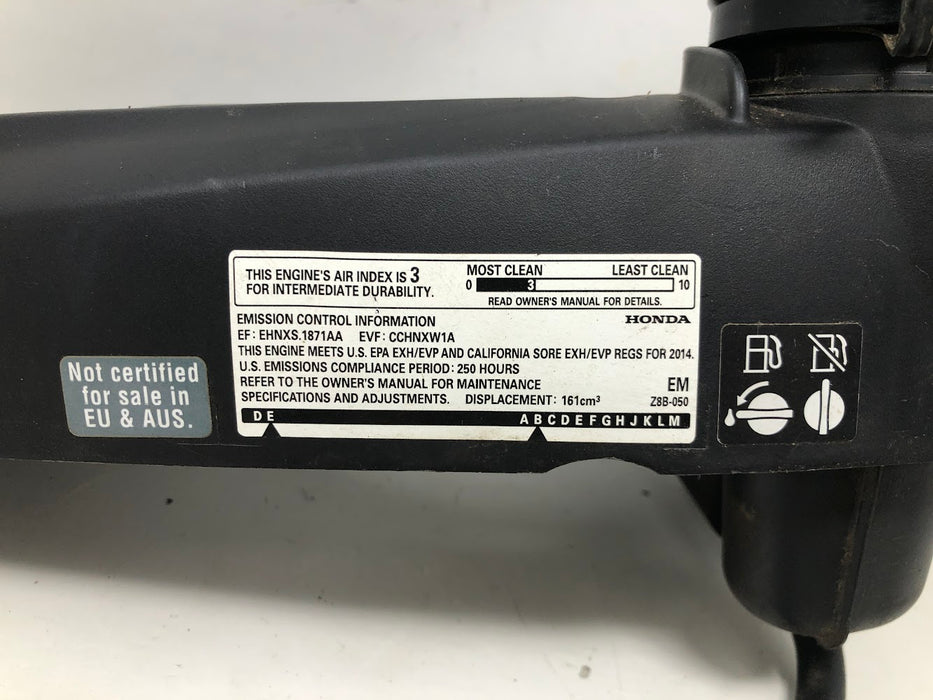 THIS ENGINE'S AIR INDEX IS 3
FOR INTERMEDIATE DURABILITY.
MOST CLEAN LEAST CLEAN
0 3 10
READ OWNER'S MANUAL FOR DETAILS.
EMISSION CONTROL INFORMATION HONDA
EF: EHNXS.1871AA EVF: CCHNXW1A
THIS ENGINE MEETS U.S. EPA EXH/EVP AND CALIFORNIA SORE EXH/EVP REGS FOR 2014.
U.S. EMISSIONS COMPLIANCE PERIOD: 250 HOURS
REFER TO THE OWNER'S MANUAL FOR MAINTENANCE EM
SPECIFICATIONS AND ADJUSTMENTS. DISPLACEMENT: 161cm³ Z8B-050
D E A B C D E F G H J K L M
Not certified
for sale in
EU & AUS.